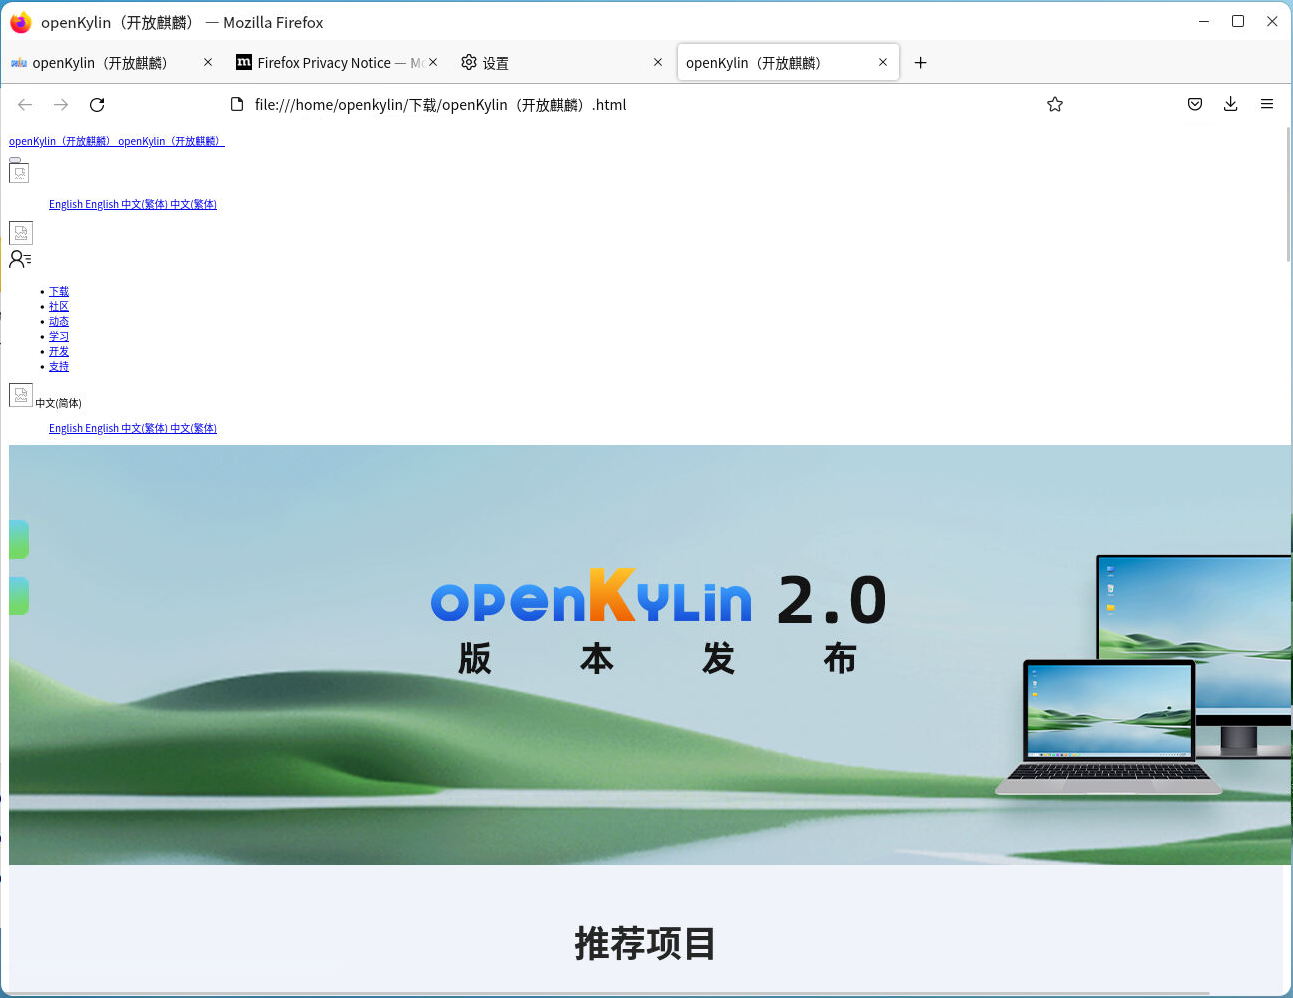 openKylin（开放麒麟） — Mozilla Firefox
openKylin（开放麒麟）
Firefox Privacy Notice — Mo
设置
openKylin（开放麒麟）
file:///home/openkylin/下载/openKylin（开放麒麟）.html
openKylin（开放麒麟） openKylin（开放麒麟）
English English 中文(繁体) 中文(繁体)
下载
社区
动态
学习
开发
支持
中文(简体)
English English 中文(繁体) 中文(繁体)
openKylin 2.0
版本发布
推荐项目